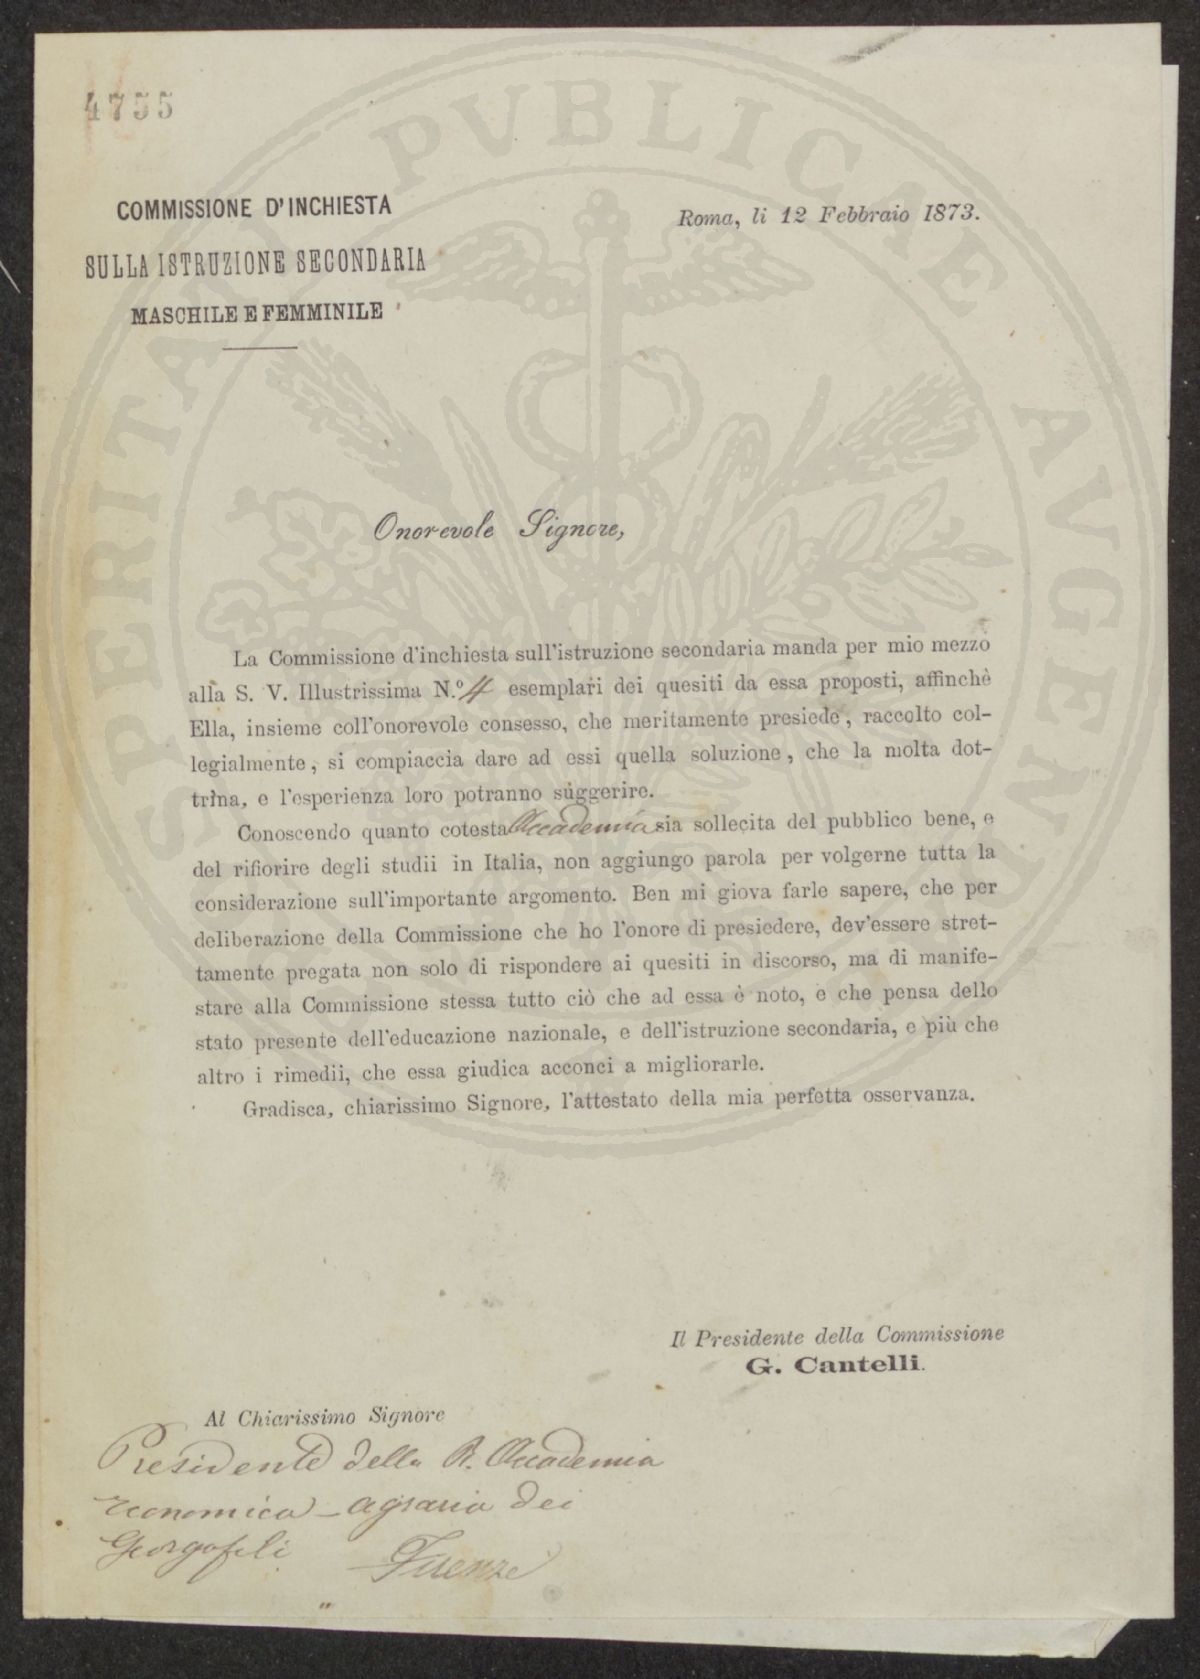 4755
COMMISSIONE D'INCHIESTA
SULLA ISTRUZIONE SECONDARIA
MASCHILE E FEMMINILE
Roma, li 12 Febbraio 1873.
Onorevole Signore,
La Commissione d'inchiesta sull'istruzione secondaria manda per mio mezzo
alla S. V. Illustrissima N.º 4 esemplari dei quesiti da essa proposti, affinchè
Ella, insieme coll'onorevole consesso, che meritamente presiede, raccolto col-
legialmente, si compiaccia dare ad essi quella soluzione, che la molta dot-
trina, e l'esperienza loro potranno suggerire.
Conoscendo quanto cotesta Accademia sia sollecita del pubblico bene, e
del rifiorire degli studii in Italia, non aggiungo parola per volgerne tutta la
considerazione sull'importante argomento. Ben mi giova farle sapere, che per
deliberazione della Commissione che ho l'onore di presiedere, dev'essere stret-
tamente pregata non solo di rispondere ai quesiti in discorso, ma di manife-
stare alla Commissione stessa tutto ciò che ad essa è noto, e che pensa dello
stato presente dell'educazione nazionale, e dell'istruzione secondaria, e più che
altro i rimedii, che essa giudica acconci a migliorarle.
Gradisca, chiarissimo Signore, l'attestato della mia perfetta osservanza.
Il Presidente della Commissione
G. Cantelli.
Al Chiarissimo Signore
Presidente della R. Accademia
economica-agraria dei
Georgofili Firenze
PROSPERITATI PVBLICAE AVGENDAE